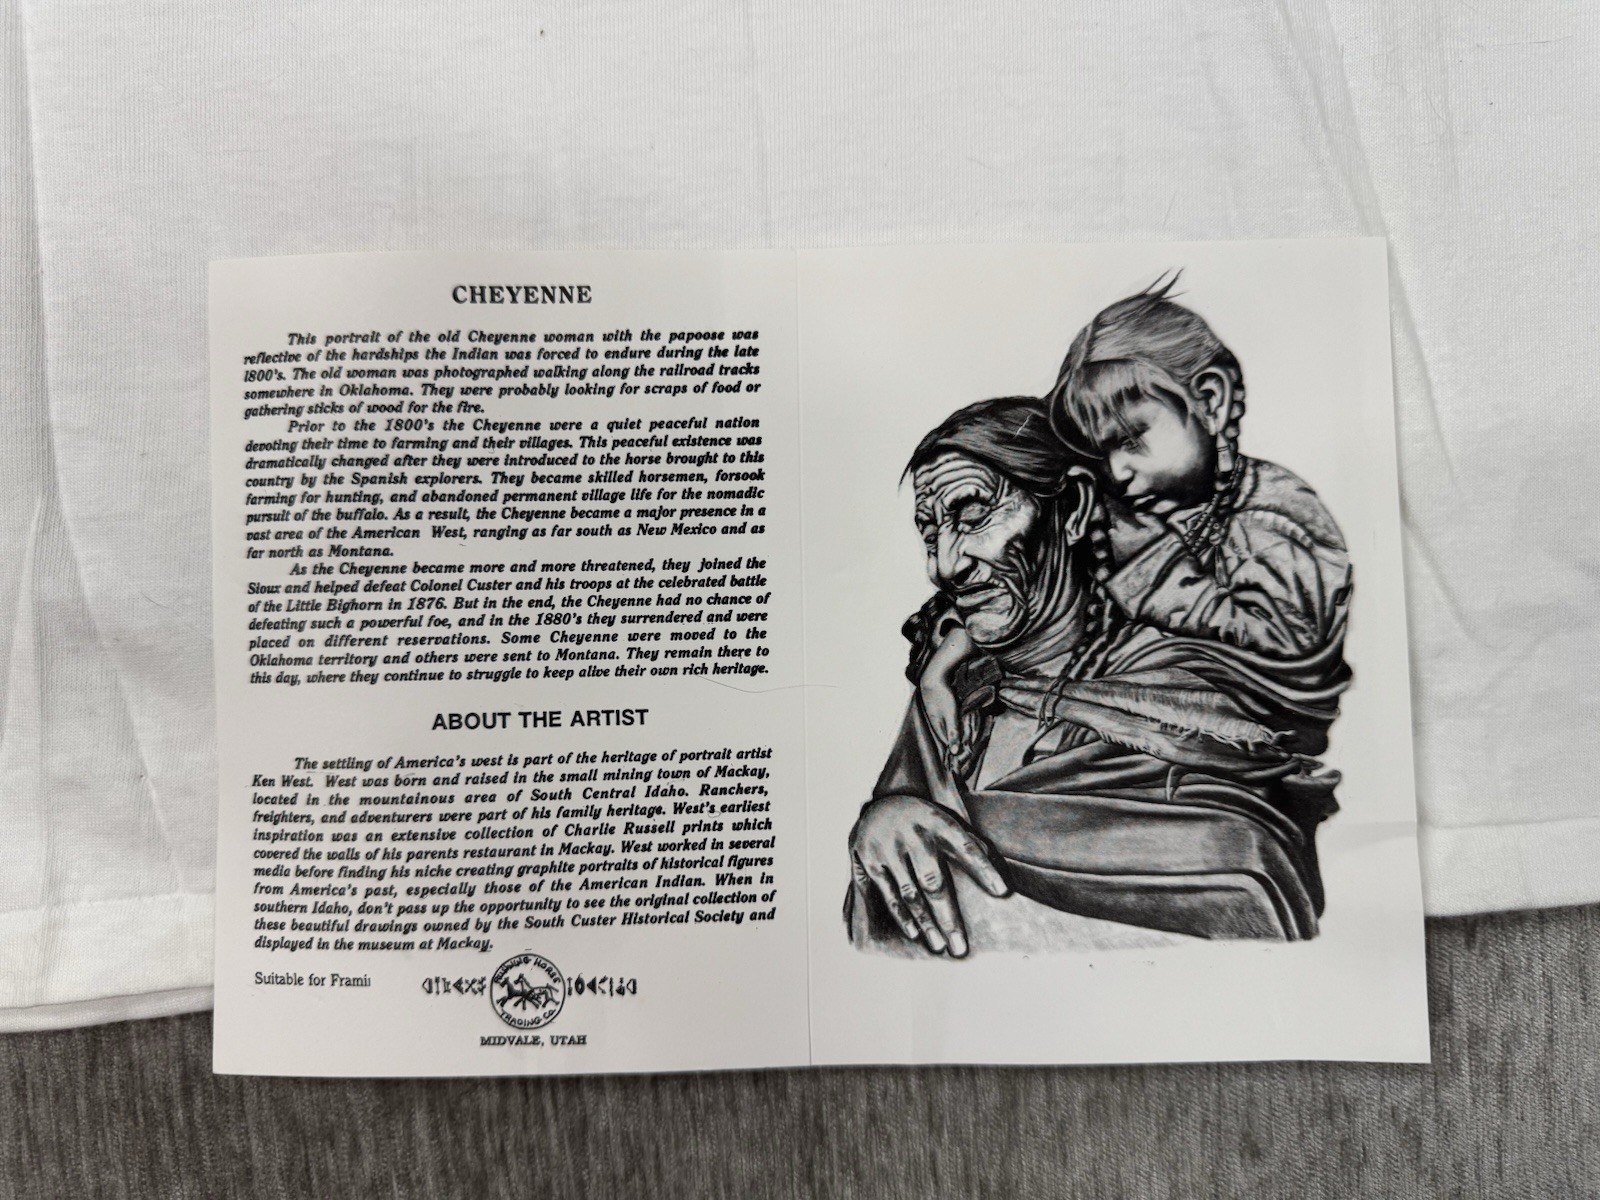 CHEYENNE
This portrait of the old Cheyenne woman with the papoose was
reflective of the hardships the Indian was forced to endure during the late
1800's. The old woman was photographed walking along the railroad tracks
somewhere in Oklahoma. They were probably looking for scraps of food or
gathering sticks of wood for the fire.
Prior to the 1800's the Cheyenne were a quiet peaceful nation
devoting their time to farming and their villages. This peaceful existence was
dramatically changed after they were introduced to the horse brought to this
country by the Spanish explorers. They became skilled horsemen, forsook
farming for hunting, and abandoned permanent village life for the nomadic
pursuit of the buffalo. As a result, the Cheyenne became a major presence in a
vast area of the American West, ranging as far south as New Mexico and as
far north as Montana.
As the Cheyenne became more and more threatened, they joined the
Sioux and helped defeat Colonel Custer and his troops at the celebrated battle
of the Little Bighorn in 1876. But in the end, the Cheyenne had no chance of
defeating such a powerful foe, and in the 1880's they surrendered and were
placed on different reservations. Some Cheyenne were moved to the
Oklahoma territory and others were sent to Montana. They remain there to
this day, where they continue to struggle to keep alive their own rich heritage.
ABOUT THE ARTIST
The settling of America's west is part of the heritage of portrait artist
Ken West. West was born and raised in the small mining town of Mackay,
located in the mountainous area of South Central Idaho. Ranchers,
freighters, and adventurers were part of his family heritage. West's earliest
inspiration was an extensive collection of Charlie Russell prints which
covered the walls of his parents restaurant in Mackay. West worked in several
media before finding his niche creating graphite portraits of historical figures
from America's past, especially those of the American Indian. When in
southern Idaho, don't pass up the opportunity to see the original collection of
these beautiful drawings owned by the South Custer Historical Society and
displayed in the museum at Mackay.
Suitable for Frami
RUNNING HORSE
TRADING CO.
MIDVALE, UTAH